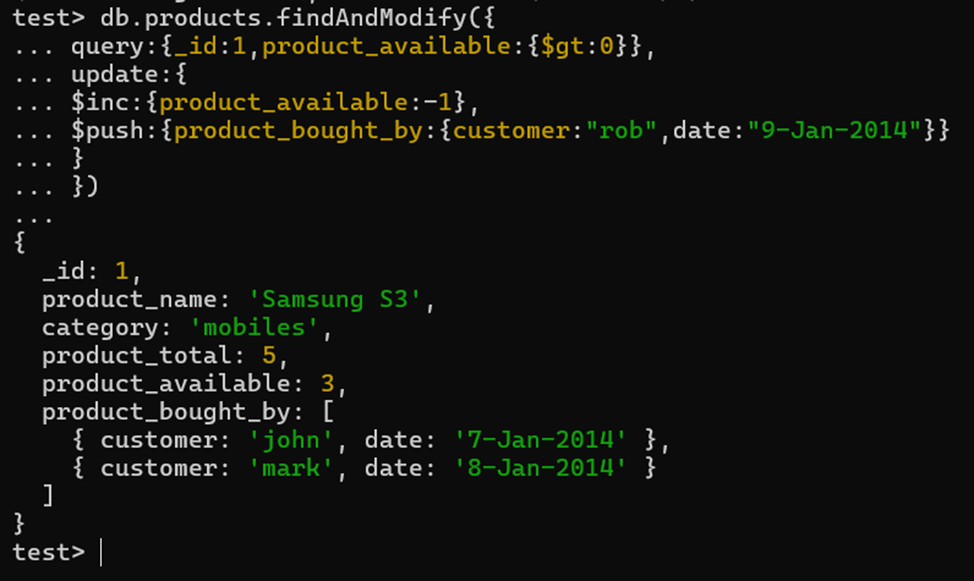 test> db.products.findAndModify({
... query:{_id:1,product_available:{$gt:0}},
... update:{
... $inc:{product_available:-1},
... $push:{product_bought_by:{customer:"rob",date:"9-Jan-2014"}}
... }
... })
...
{
  _id: 1,
  product_name: 'Samsung S3',
  category: 'mobiles',
  product_total: 5,
  product_available: 3,
  product_bought_by: [
    { customer: 'john', date: '7-Jan-2014' },
    { customer: 'mark', date: '8-Jan-2014' }
  ]
}
test>